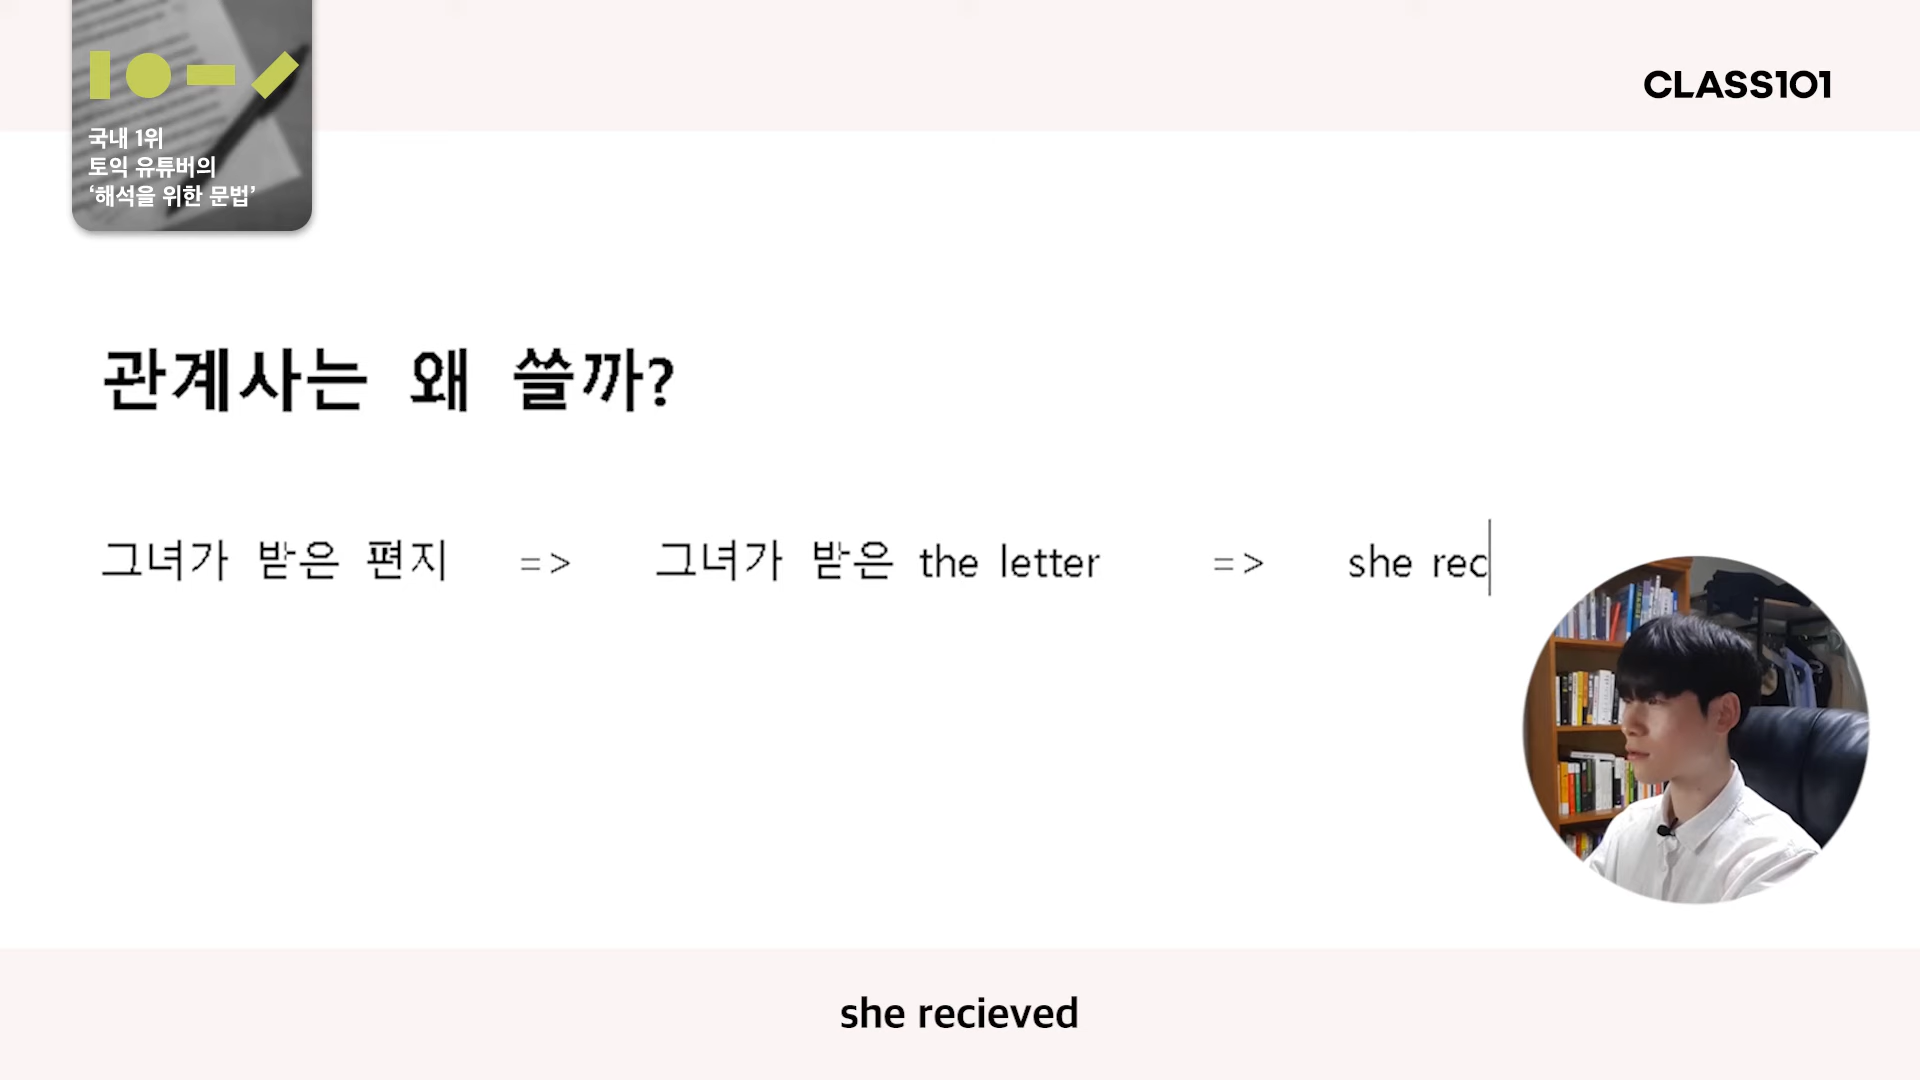 국내 1위
토익 유튜버의
‘해석을 위한 문법’
CLASS101
관계사는 왜 쓸까?
그녀가 받은 편지 => 그녀가 받은 the letter => she rec
she recieved